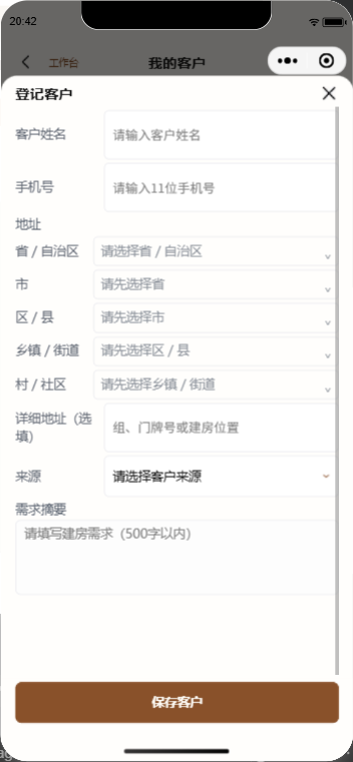 20:42
工作台
我的客户
登记客户
客户姓名
请输入客户姓名
手机号
请输入11位手机号
地址
省 / 自治区
请选择省 / 自治区
市
请先选择省
区 / 县
请先选择市
乡镇 / 街道
请先选择区 / 县
村 / 社区
请先选择乡镇 / 街道
详细地址（选
填）
组、门牌号或建房位置
来源
请选择客户来源
需求摘要
请填写建房需求（500字以内）
保存客户